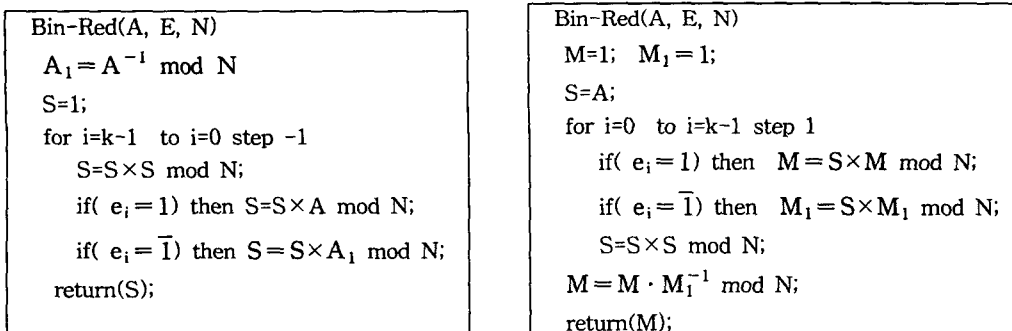 Bin-Red(A, E, N)
A₁ = A⁻¹ mod N
S=1;
for i=k-1 to i=0 step -1
S=S×S mod N;
if( eᵢ = 1) then S=S×A mod N;
if( eᵢ = 1̅) then S = S×A₁ mod N;
return(S);
Bin-Red(A, E, N)
M=1; M₁ = 1;
S=A;
for i=0 to i=k-1 step 1
if( eᵢ = 1) then M = S×M mod N;
if( eᵢ = 1̅) then M₁ = S×M₁ mod N;
S=S×S mod N;
M = M · M₁⁻¹ mod N;
return(M);